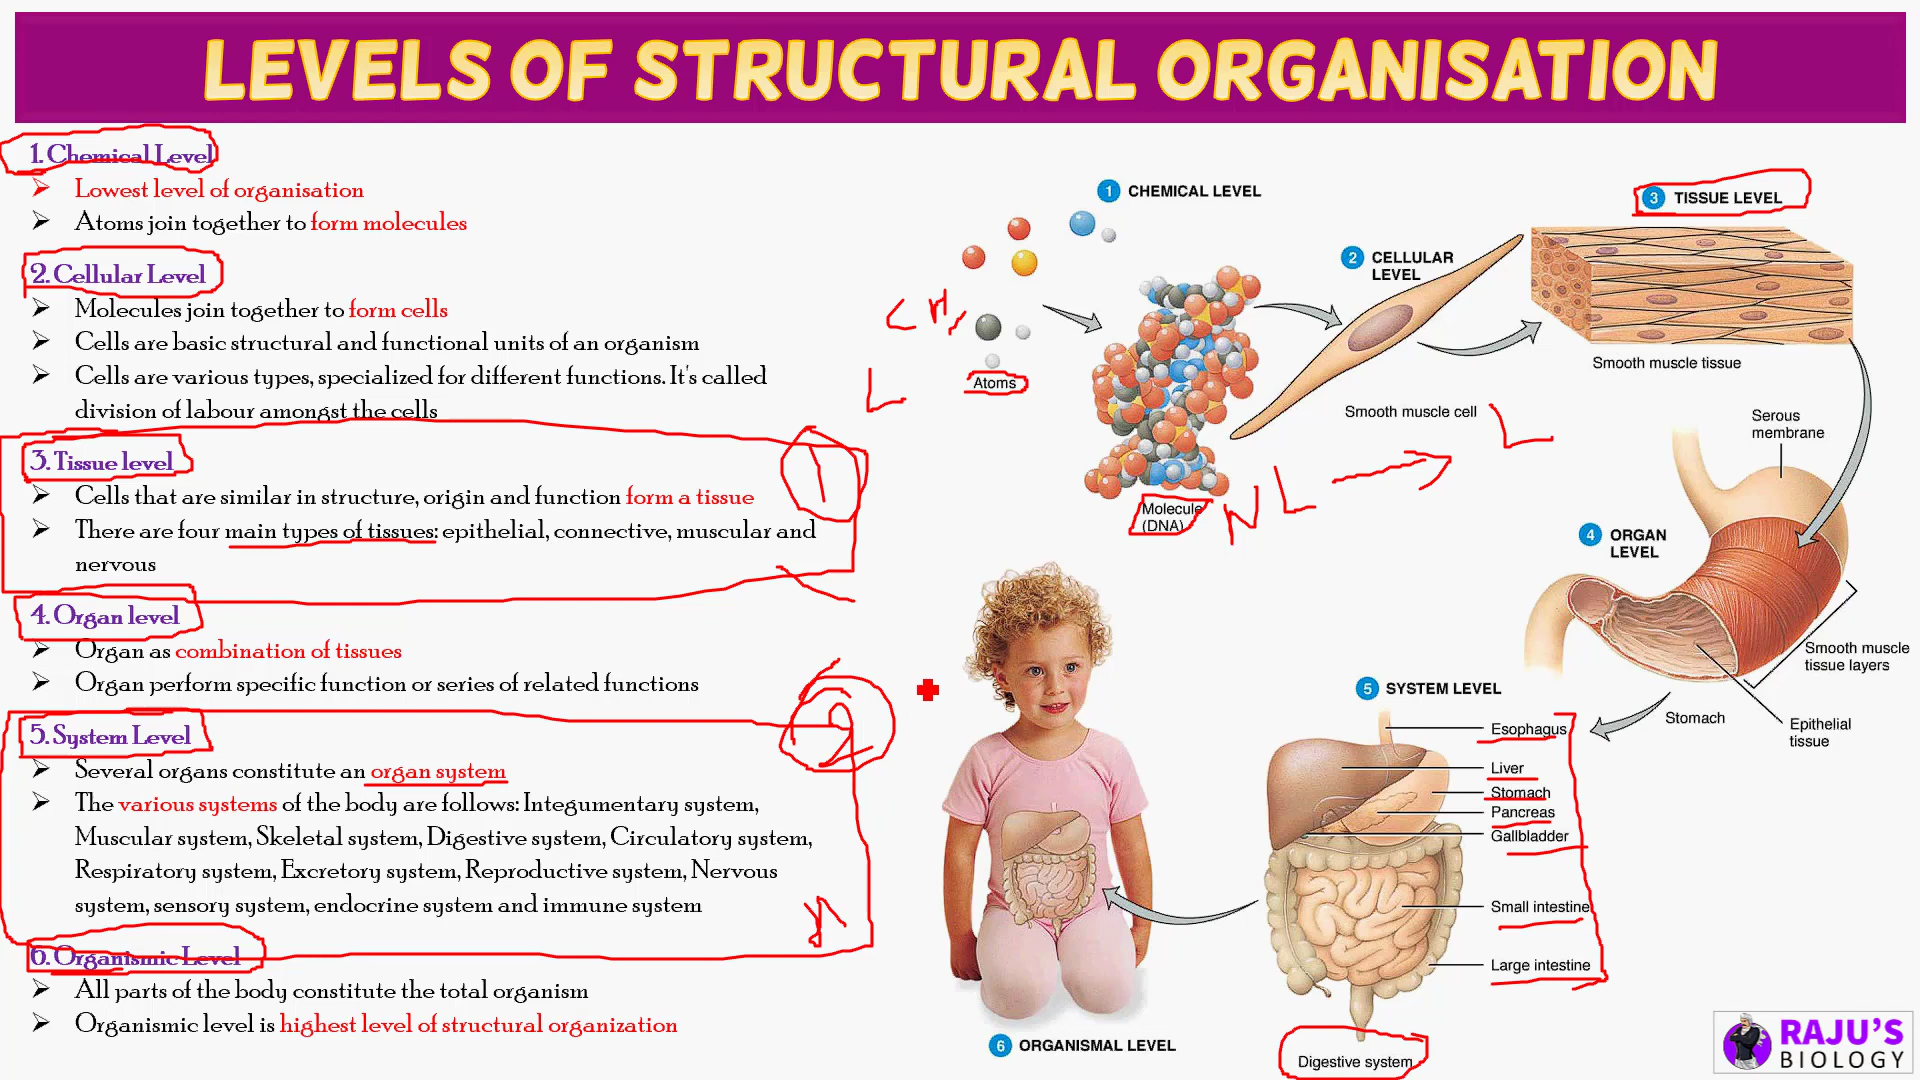 LEVELS OF STRUCTURAL ORGANISATION
1. Chemical Level
Lowest level of organisation
Atoms join together to form molecules
2. Cellular Level
Molecules join together to form cells
Cells are basic structural and functional units of an organism
Cells are various types, specialized for different functions. It's called
division of labour amongst the cells
3. Tissue level
Cells that are similar in structure, origin and function form a tissue
There are four main types of tissues: epithelial, connective, muscular and
nervous
4. Organ level
Organ as combination of tissues
Organ perform specific function or series of related functions
5. System Level
Several organs constitute an organ system
The various systems of the body are follows: Integumentary system,
Muscular system, Skeletal system, Digestive system, Circulatory system,
Respiratory system, Excretory system, Reproductive system, Nervous
system, sensory system, endocrine system and immune system
6. Organismic Level
All parts of the body constitute the total organism
Organismic level is highest level of structural organization
1 CHEMICAL LEVEL
Atoms
Molecule
(DNA)
2 CELLULAR
LEVEL
Smooth muscle cell
3 TISSUE LEVEL
Smooth muscle tissue
Serous
membrane
4 ORGAN
LEVEL
Smooth muscle
tissue layers
Stomach
Epithelial
tissue
5 SYSTEM LEVEL
Esophagus
Liver
Stomach
Pancreas
Gallbladder
Small intestine
Large intestine
Digestive system
6 ORGANISMAL LEVEL
L
L
NL
1
2
RAJU'S
BIOLOGY